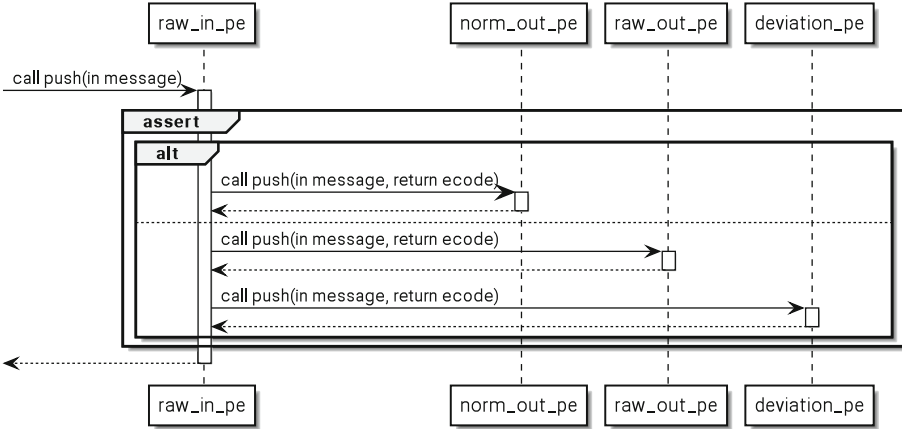 raw_in_pe norm_out_pe raw_out_pe deviation_pe
call push(in message)
assert
alt
call push(in message, return ecode)
call push(in message, return ecode)
call push(in message, return ecode)
raw_in_pe norm_out_pe raw_out_pe deviation_pe